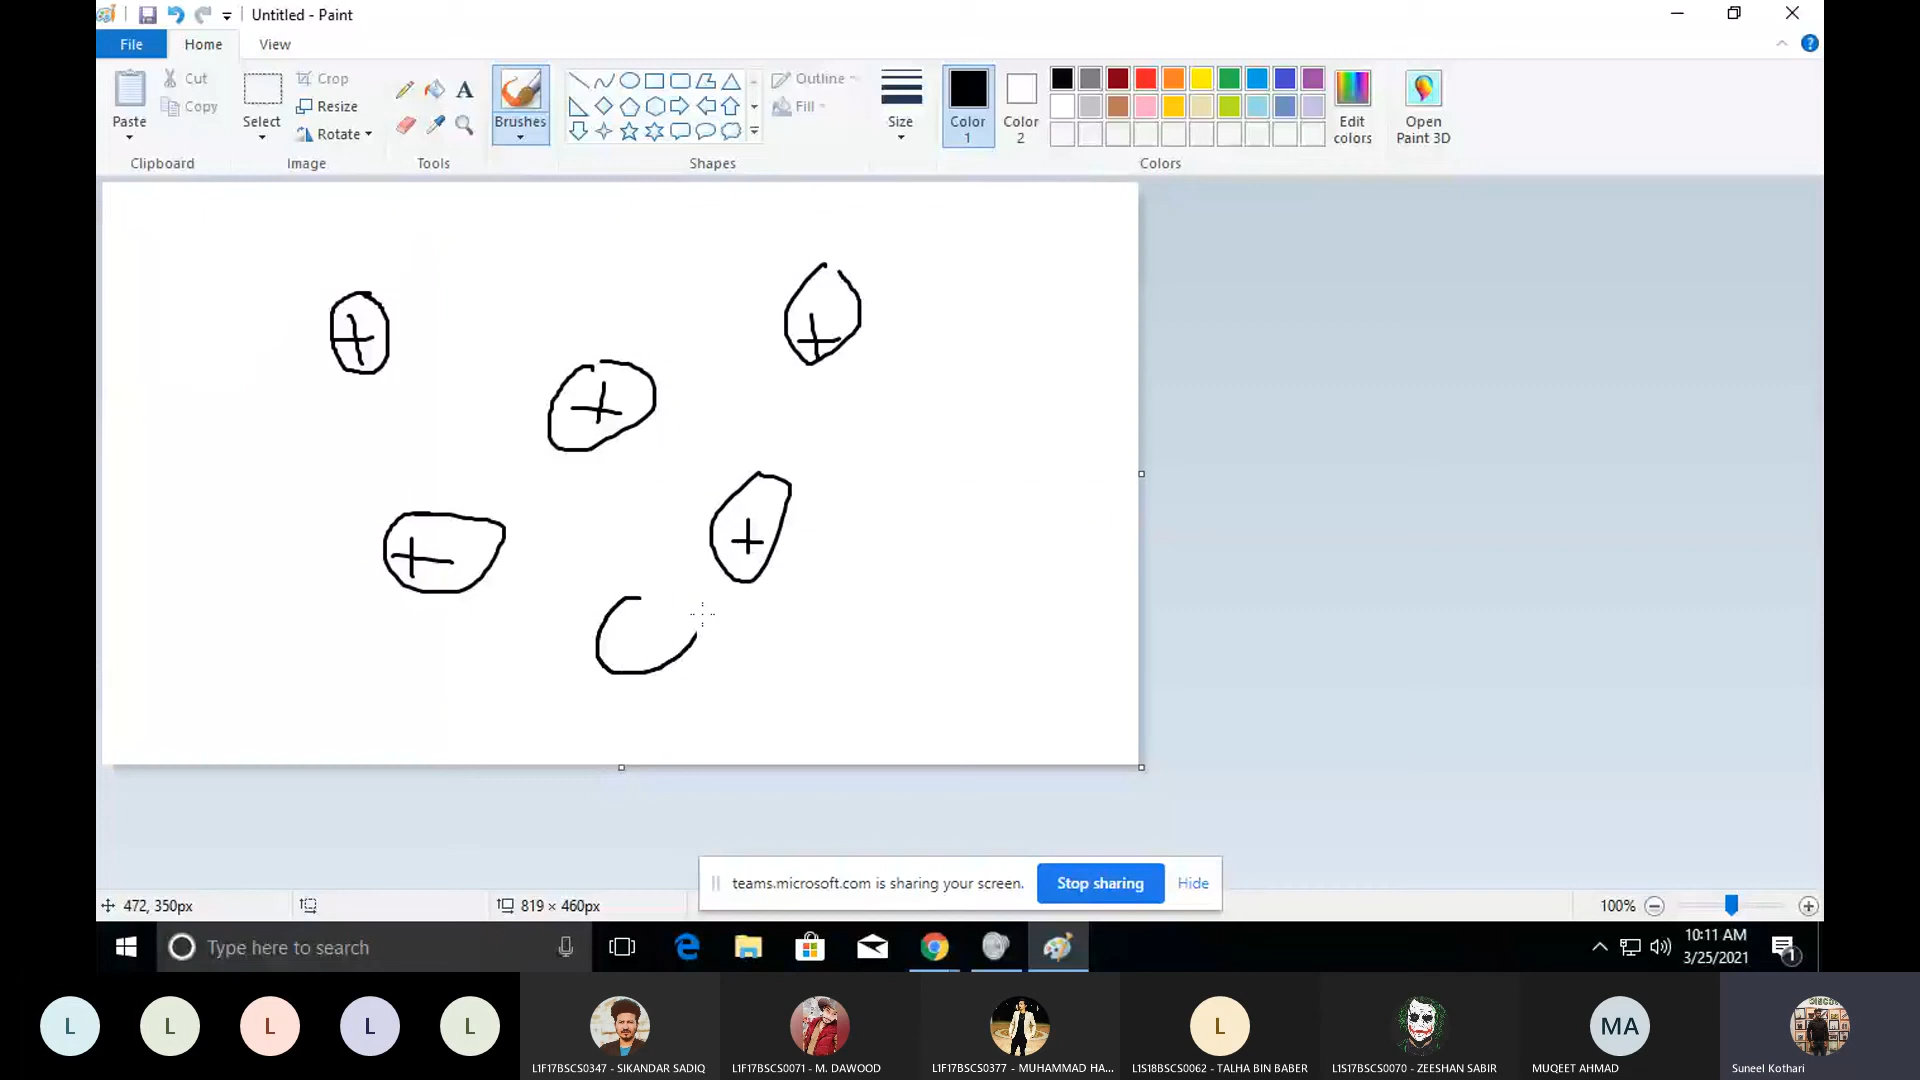 Untitled - Paint
File Home View
Cut
Copy
Paste
Clipboard
Select
Crop
Resize
Rotate
Image
A
Tools
Brushes
Shapes
Outline
Fill
Size
Color 1
Color 2
Edit colors
Colors
Open Paint 3D
teams.microsoft.com is sharing your screen. Stop sharing Hide
472, 350px
819 × 460px
100%
Type here to search
10:11 AM
3/25/2021
1
L L L L L
L
MA
L1F17BSCS0347 - SIKANDAR SADIQ
L1F17BSCS0071 - M. DAWOOD
L1F17BSCS0377 - MUHAMMAD HA...
L1S18BSCS0062 - TALHA BIN BABER
L1S17BSCS0070 - ZEESHAN SABIR
MUQEET AHMAD
Suneel Kothari